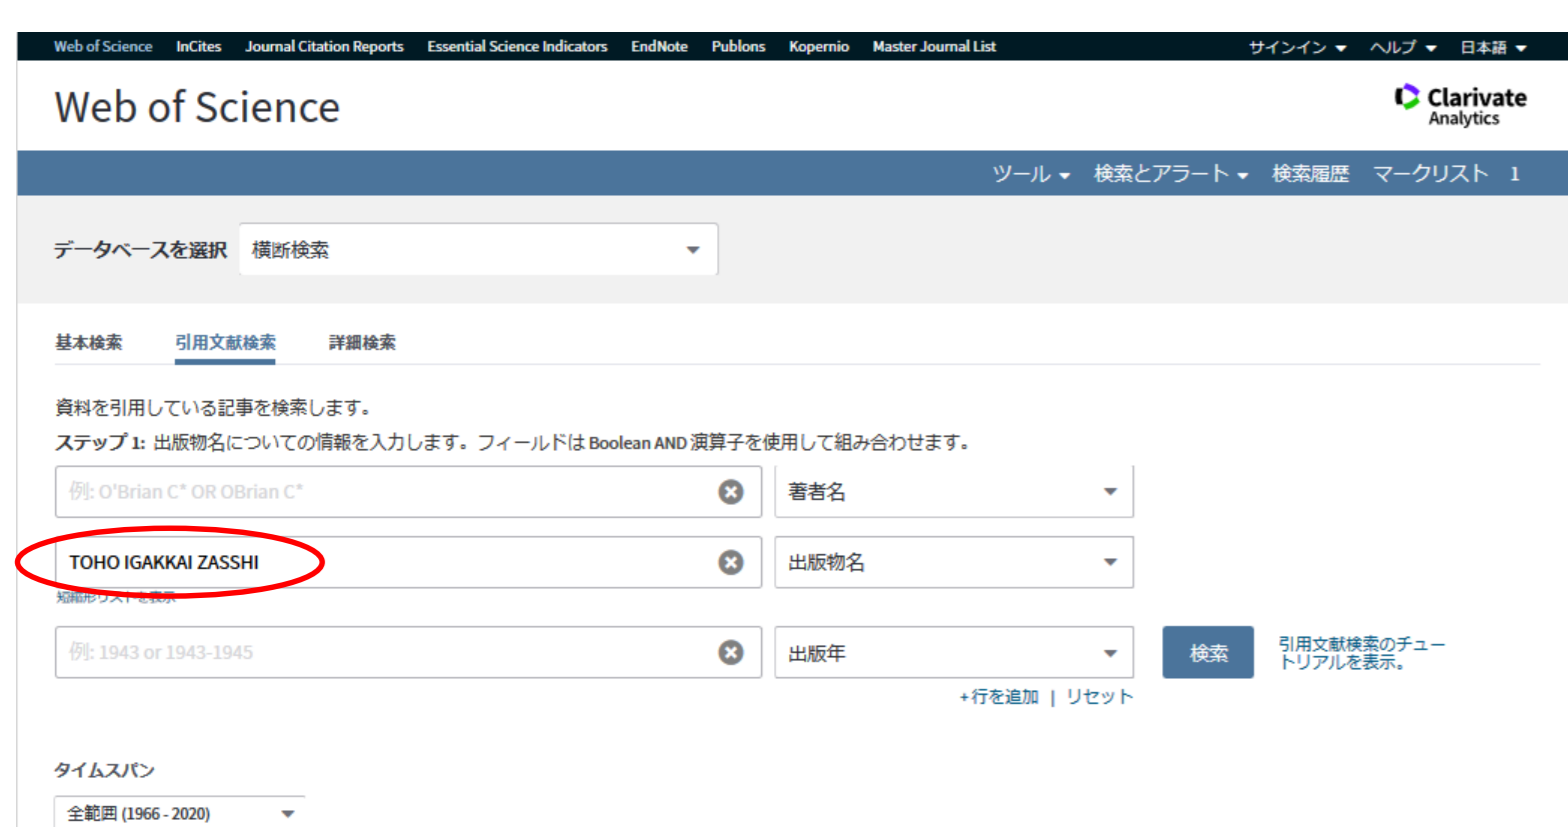 Web of Science InCites Journal Citation Reports Essential Science Indicators EndNote Publons Kopernio Master Journal List サインイン ヘルプ 日本語
Web of Science
Clarivate
Analytics
ツール 検索とアラート 検索履歴 マークリスト 1
データベースを選択 横断検索
基本検索 引用文献検索 詳細検索
資料を引用している記事を検索します。
ステップ 1: 出版物名についての情報を入力します。フィールドは Boolean AND 演算子を使用して組み合わせます。
例: O'Brian C* OR OBrian C* 著者名
TOHO IGAKKAI ZASSHI 出版物名
短縮形リストを表示
例: 1943 or 1943-1945 出版年 検索 引用文献検索のチュー
トリアルを表示。
+行を追加 | リセット
タイムスパン
全範囲 (1966 - 2020)